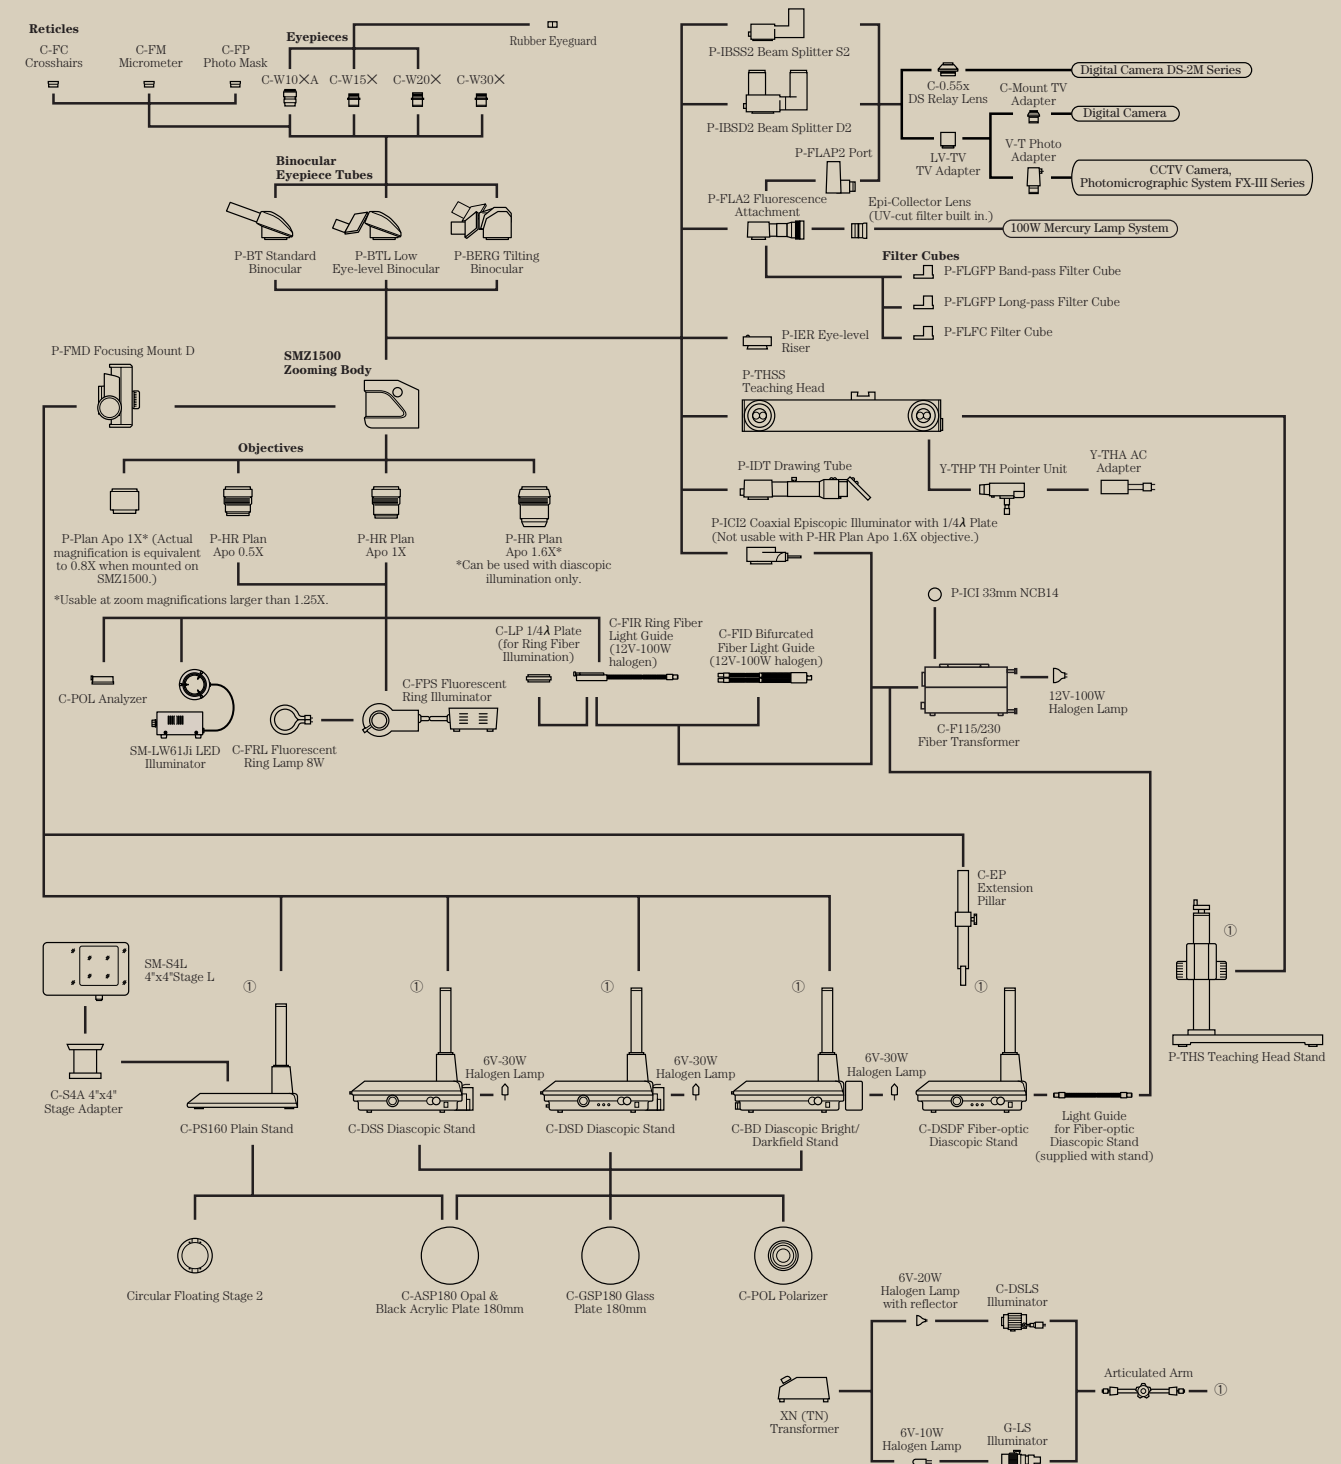 Reticles
C-FC
Crosshairs
C-FM
Micrometer
C-FP
Photo Mask
Eyepieces
C-W10XA
C-W15X
C-W20X
C-W30X
Rubber Eyeguard
Binocular
Eyepiece Tubes
P-BT Standard
Binocular
P-BTL Low
Eye-level Binocular
P-BERG Tilting
Binocular
P-IBSS2 Beam Splitter S2
P-IBSD2 Beam Splitter D2
C-0.55x
DS Relay Lens
Digital Camera DS-2M Series
C-Mount TV
Adapter
Digital Camera
LV-TV
TV Adapter
V-T Photo
Adapter
CCTV Camera,
Photomicrographic System FX-III Series
P-FLAP2 Port
P-FLA2 Fluorescence
Attachment
Epi-Collector Lens
(UV-cut filter built in.)
100W Mercury Lamp System
Filter Cubes
P-FLGFP Band-pass Filter Cube
P-FLGFP Long-pass Filter Cube
P-FLFC Filter Cube
P-IER Eye-level
Riser
P-FMD Focusing Mount D
SMZ1500
Zooming Body
P-THSS
Teaching Head
Objectives
P-Plan Apo 1X* (Actual
magnification is equivalent
to 0.8X when mounted on
SMZ1500.)
P-HR Plan
Apo 0.5X
P-HR Plan
Apo 1X
P-HR Plan
Apo 1.6X*
*Can be used with diascopic
illumination only.
*Usable at zoom magnifications larger than 1.25X.
P-IDT Drawing Tube
Y-THP TH Pointer Unit
Y-THA AC
Adapter
P-ICI2 Coaxial Episcopic Illuminator with 1/4λ Plate
(Not usable with P-HR Plan Apo 1.6X objective.)
P-ICI 33mm NCB14
C-LP 1/4λ Plate
(for Ring Fiber
Illumination)
C-FIR Ring Fiber
Light Guide
(12V-100W
halogen)
C-FID Bifurcated
Fiber Light Guide
(12V-100W halogen)
C-POL Analyzer
SM-LW61Ji LED
Illuminator
C-FRL Fluorescent
Ring Lamp 8W
C-FPS Fluorescent
Ring Illuminator
C-F115/230
Fiber Transformer
12V-100W
Halogen Lamp
C-EP
Extension
Pillar
SM-S4L
4"x4"Stage L
C-S4A 4"x4"
Stage Adapter
①
C-PS160 Plain Stand
①
6V-30W
Halogen Lamp
C-DSS Diascopic Stand
①
6V-30W
Halogen Lamp
C-DSD Diascopic Stand
①
6V-30W
Halogen Lamp
C-BD Diascopic Bright/
Darkfield Stand
①
C-DSDF Fiber-optic
Diascopic Stand
Light Guide
for Fiber-optic
Diascopic Stand
(supplied with stand)
①
P-THS Teaching Head Stand
Circular Floating Stage 2
C-ASP180 Opal &
Black Acrylic Plate 180mm
C-GSP180 Glass
Plate 180mm
C-POL Polarizer
6V-20W
Halogen Lamp
with reflector
C-DSLS
Illuminator
XN (TN)
Transformer
6V-10W
Halogen Lamp
G-LS
Illuminator
Articulated Arm
①